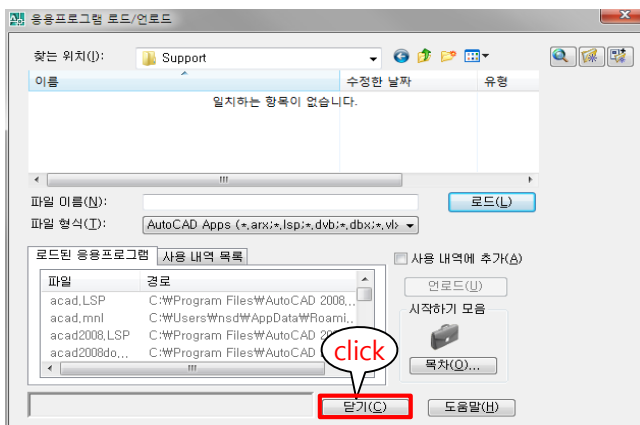 응용프로그램 로드/언로드
찾는 위치(I):
Support
이름
수정한 날짜
유형
일치하는 항목이 없습니다.
파일 이름(N):
로드(L)
파일 형식(T):
AutoCAD Apps (*.arx;*.lsp;*.dvb;*.dbx;*.vl
로드된 응용프로그램
사용 내역 목록
사용 내역에 추가(A)
파일
경로
언로드(U)
acad.LSP
C:₩Program Files₩AutoCAD 2008...
시작하기 모음
acad.mnl
C:₩Users₩nsd₩AppData₩Roami...
acad2008.LSP
C:₩Program Files₩AutoCAD
acad2008do...
C:₩Program Files₩AutoCAD
click
목차(O)...
닫기(C)
도움말(H)